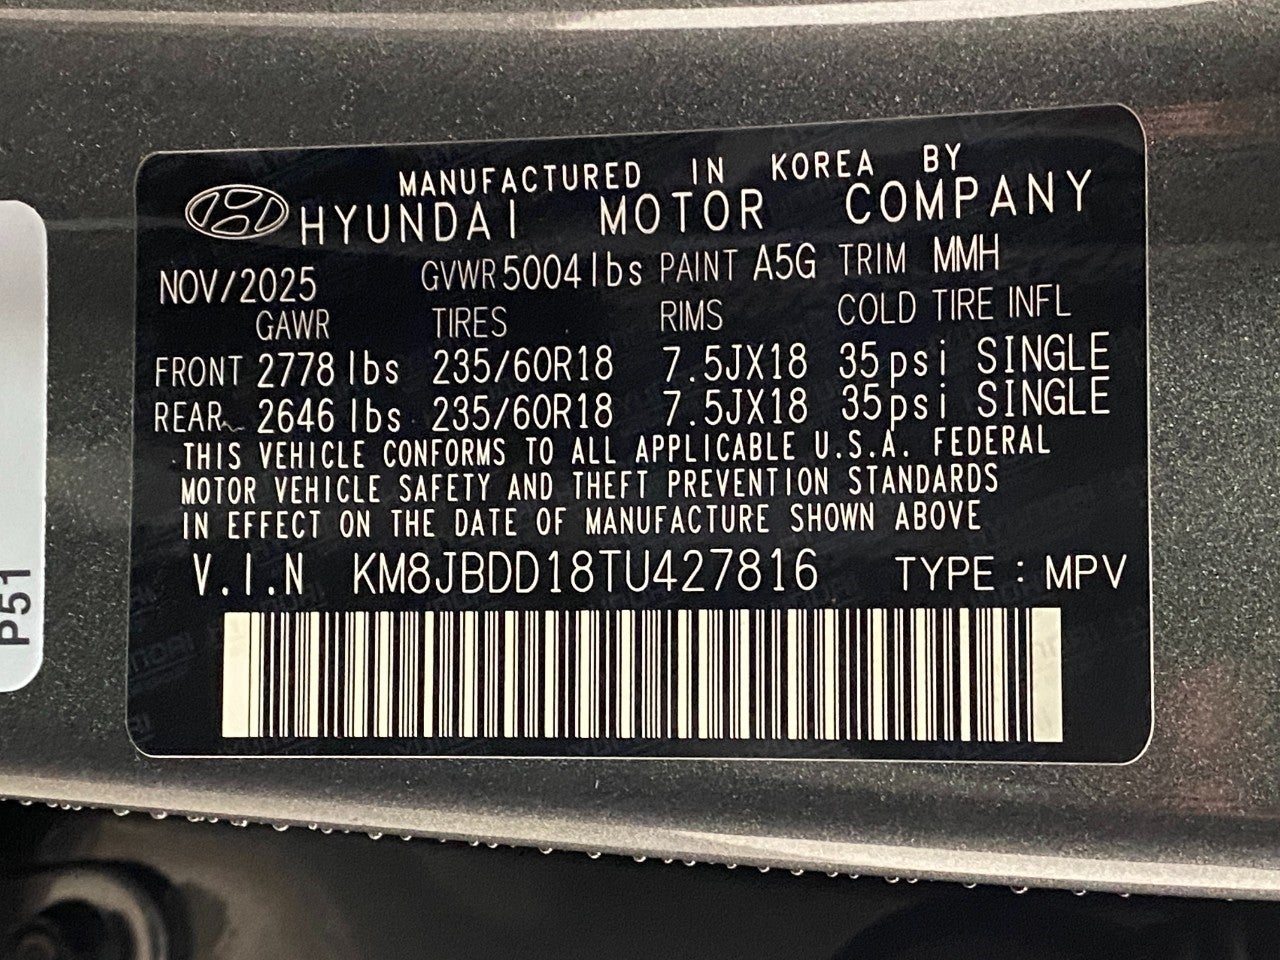 MANUFACTURED IN KOREA BY
HYUNDAI MOTOR COMPANY
NOV/2025 GVWR 5004lbs PAINT A5G TRIM MMH
GAWR TIRES RIMS COLD TIRE INFL
FRONT 2778 lbs 235/60R18 7.5JX18 35psi SINGLE
REAR 2646 lbs 235/60R18 7.5JX18 35psi SINGLE
THIS VEHICLE CONFORMS TO ALL APPLICABLE U.S.A. FEDERAL
MOTOR VEHICLE SAFETY AND THEFT PREVENTION STANDARDS
IN EFFECT ON THE DATE OF MANUFACTURE SHOWN ABOVE
V.I.N KM8JBDD18TU427816 TYPE : MPV
P51